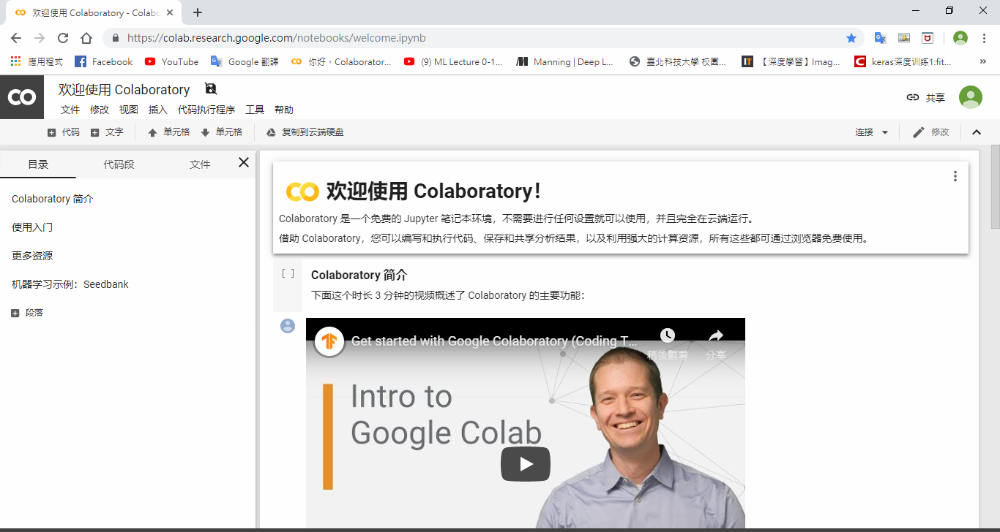 欢迎使用 Colaboratory - Colabo
https://colab.research.google.com/notebooks/welcome.ipynb
應用程式 Facebook YouTube Google 翻譯 你好，Colaborator... (9) ML Lecture 0-1... Manning | Deep L... 臺北科技大學 校園... 【深度學習】Imag... keras深度训练1:fit... »
CO 欢迎使用 Colaboratory
共享
文件 修改 视图 插入 代码执行程序 工具 帮助
代码 文字 单元格 单元格 复制到云端硬盘 连接 修改
目录 代码段 文件
Colaboratory 简介
使用入门
更多资源
机器学习示例：Seedbank
段落
CO 欢迎使用 Colaboratory！
Colaboratory 是一个免费的 Jupyter 笔记本环境，不需要进行任何设置就可以使用，并且完全在云端运行。
借助 Colaboratory，您可以编写和执行代码、保存和共享分析结果，以及利用强大的计算资源，所有这些都可通过浏览器免费使用。
[ ] Colaboratory 简介
下面这个时长 3 分钟的视频概述了 Colaboratory 的主要功能：
Get started with Google Colaboratory (Coding T...
稍後觀看 分享
Intro to
Google Colab